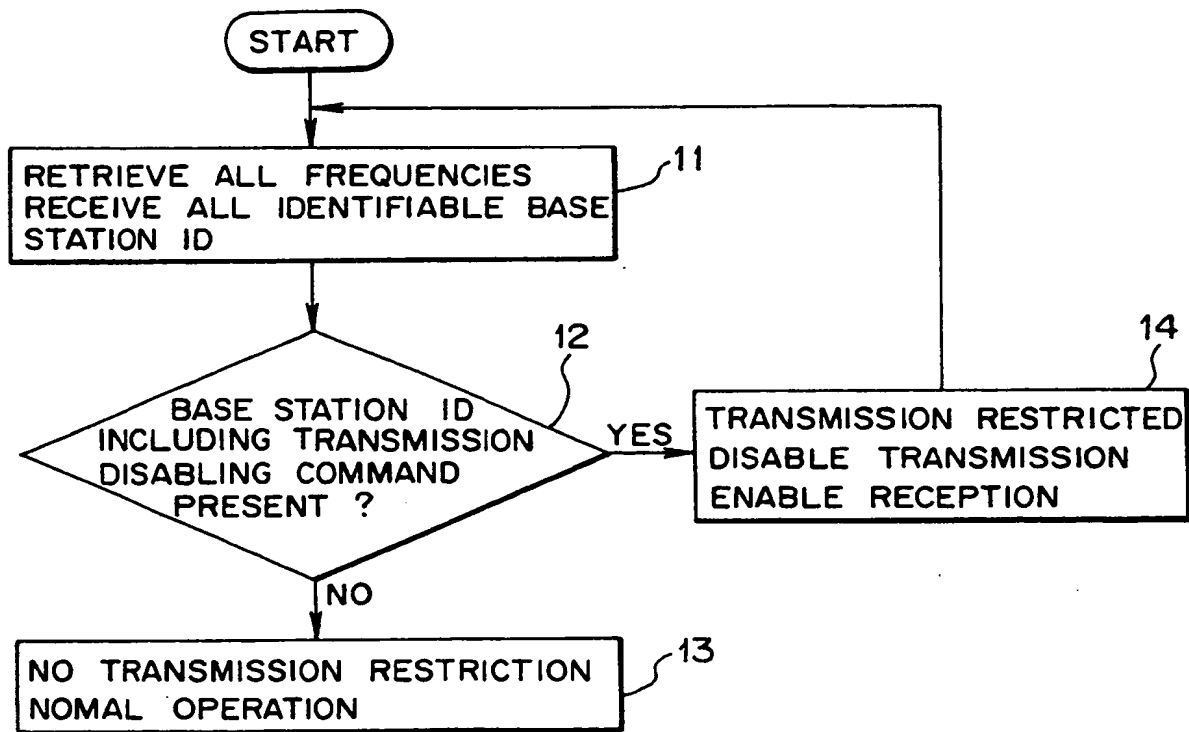 START
RETRIEVE ALL FREQUENCIES
RECEIVE ALL IDENTIFIABLE BASE
STATION ID
11
BASE STATION ID
INCLUDING TRANSMISSION
DISABLING COMMAND
PRESENT ?
12
YES
TRANSMISSION RESTRICTED
DISABLE TRANSMISSION
ENABLE RECEPTION
14
NO
NO TRANSMISSION RESTRICTION
NOMAL OPERATION
13